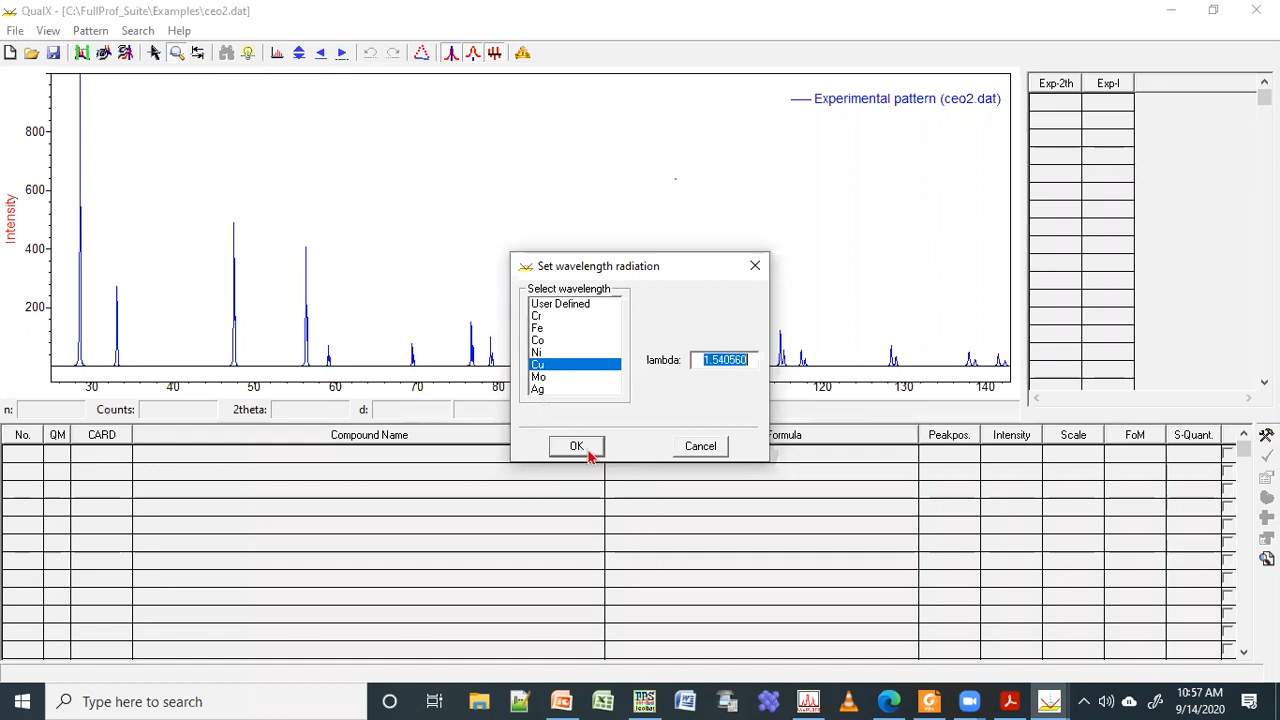 QualX - [C:\FullProf_Suite\Examples\ceo2.dat]
File View Pattern Search Help
Experimental pattern (ceo2.dat)
Exp-2th Exp-I
800
600
400
200
Intensity
30 40 50 60 70 80 120 130 140
Set wavelength radiation
Select wavelength
User Defined
Cr
Fe
Co
Ni
Cu
Mo
Ag
lambda: 1.540560
OK Cancel
n: Counts: 2theta: d:
No. QM CARD Compound Name Formula Peakpos. Intensity Scale FoM S-Quant.
Type here to search
10:57 AM
9/14/2020